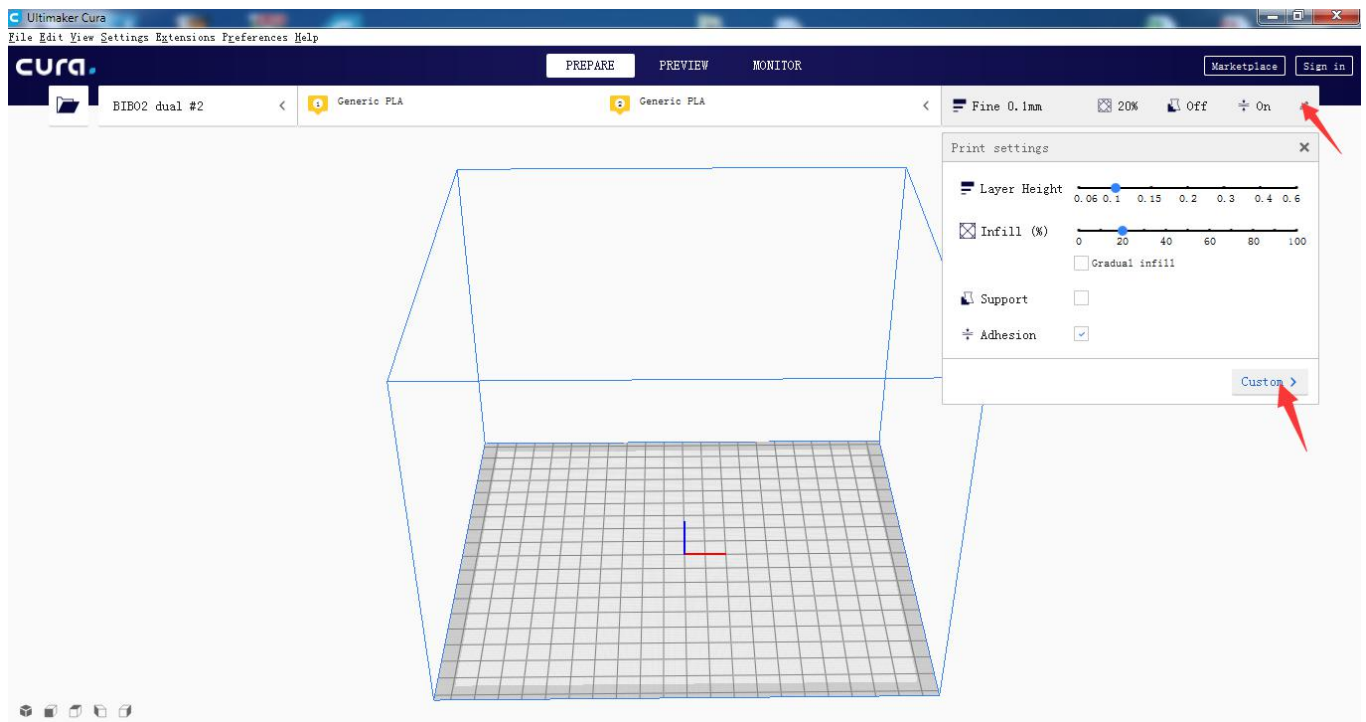 C Ultimaker Cura
File Edit View Settings Extensions Preferences Help
cura.
PREPARE PREVIEW MONITOR
Marketplace Sign in
BIBO2 dual #2
1 Generic PLA
2 Generic PLA
Fine 0.1mm 20% Off On
Print settings
Layer Height
0.06 0.1 0.15 0.2 0.3 0.4 0.6
Infill (%)
0 20 40 60 80 100
Gradual infill
Support
Adhesion
Custom